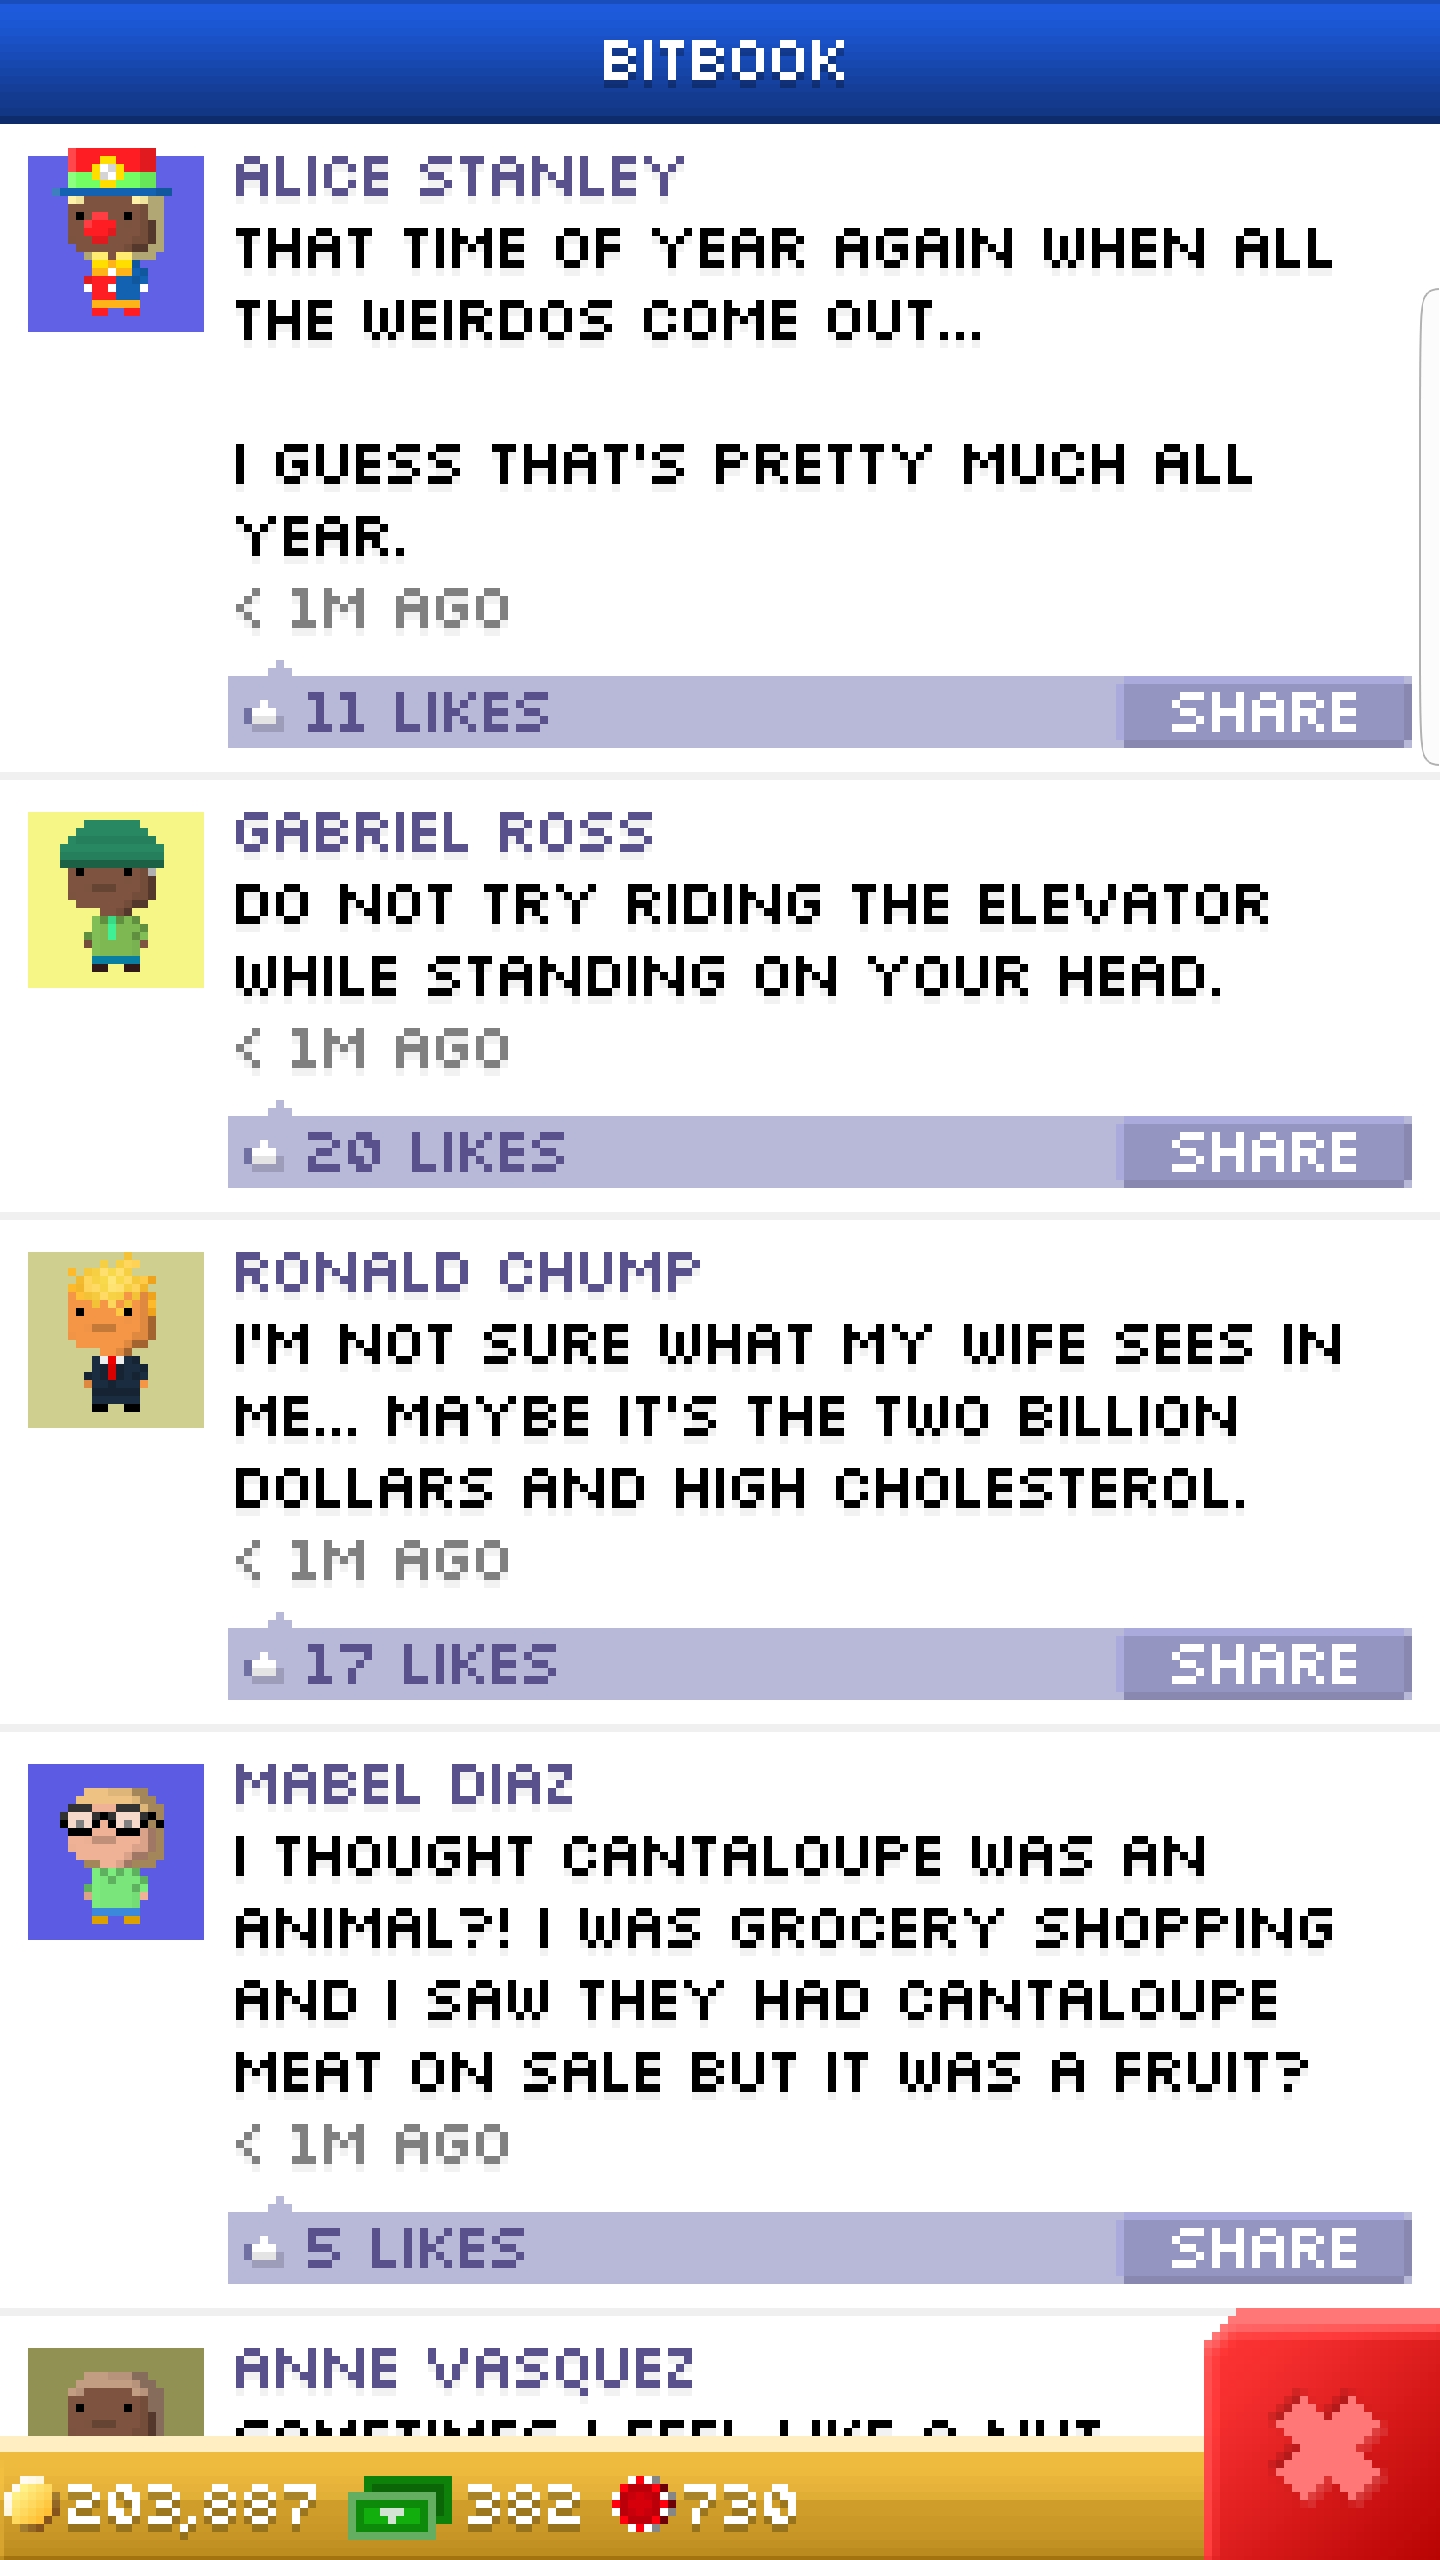 BITBOOK
ALICE STANLEY
THAT TIME OF YEAR AGAIN WHEN ALL
THE WEIRDOS COME OUT...
I GUESS THAT'S PRETTY MUCH ALL
YEAR.
< 1M AGO
11 LIKES
SHARE
GABRIEL ROSS
DO NOT TRY RIDING THE ELEVATOR
WHILE STANDING ON YOUR HEAD.
< 1M AGO
20 LIKES
SHARE
RONALD CHUMP
I'M NOT SURE WHAT MY WIFE SEES IN
ME... MAYBE IT'S THE TWO BILLION
DOLLARS AND HIGH CHOLESTEROL.
< 1M AGO
17 LIKES
SHARE
MABEL DIAZ
I THOUGHT CANTALOUPE WAS AN
ANIMAL?! I WAS GROCERY SHOPPING
AND I SAW THEY HAD CANTALOUPE
MEAT ON SALE BUT IT WAS A FRUIT?
< 1M AGO
5 LIKES
SHARE
ANNE VASQUEZ
SOMETIMES I FEEL LIKE A NUT
203,887 382 730